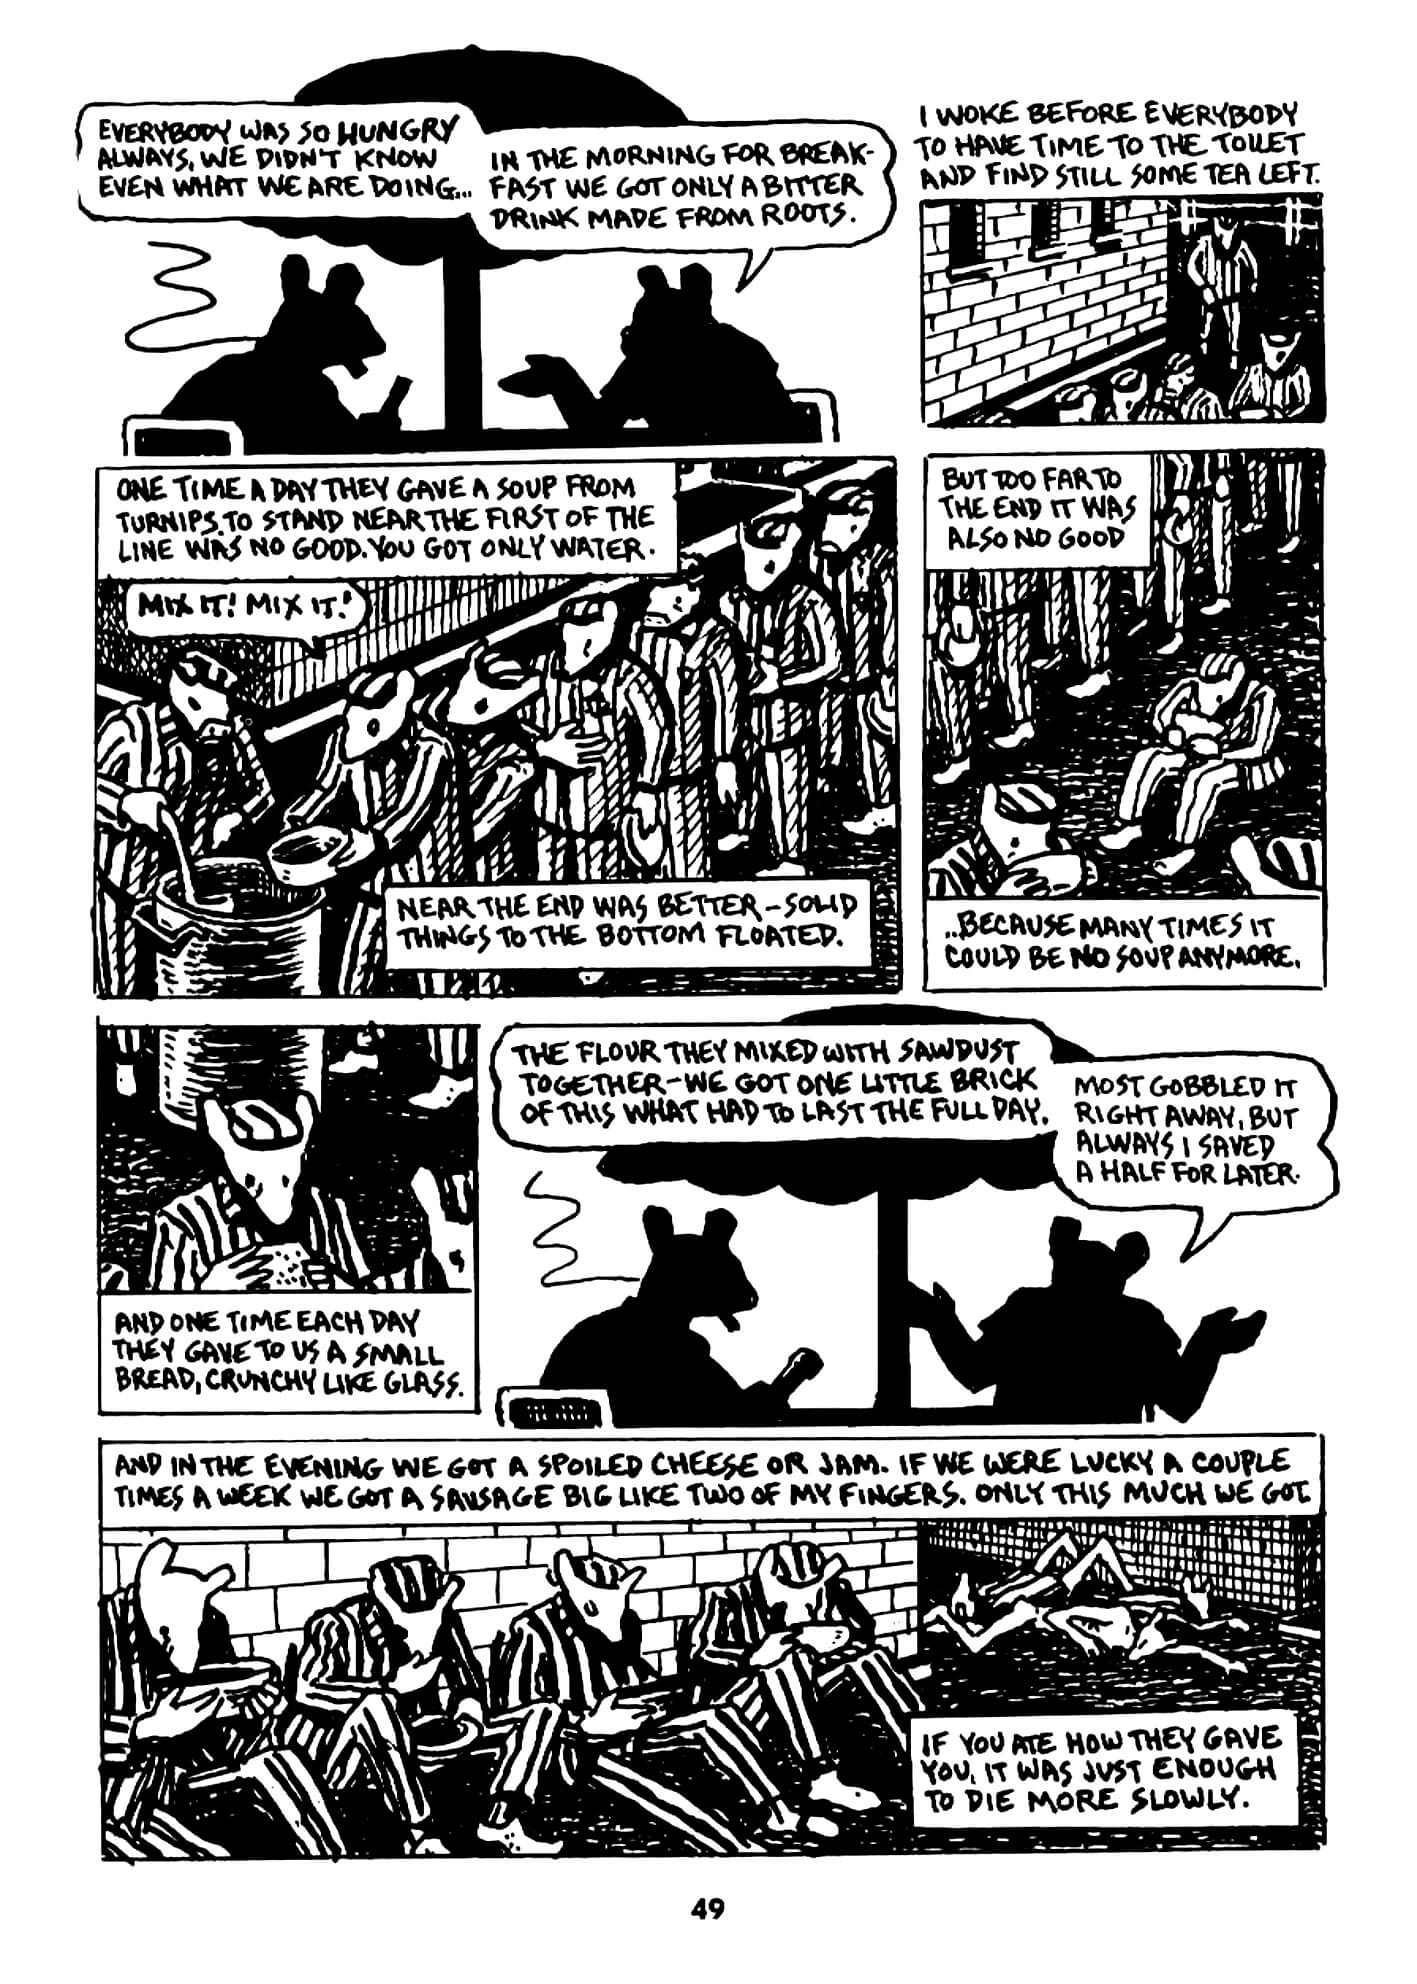 EVERYBODY WAS SO HUNGRY
ALWAYS, WE DIDN'T KNOW
EVEN WHAT WE ARE DOING...
IN THE MORNING FOR BREAK-
FAST WE GOT ONLY A BITTER
DRINK MADE FROM ROOTS.
I WOKE BEFORE EVERYBODY
TO HAVE TIME TO THE TOILET
AND FIND STILL SOME TEA LEFT.
ONE TIME A DAY THEY GAVE A SOUP FROM
TURNIPS. TO STAND NEAR THE FIRST OF THE
LINE WAS NO GOOD. YOU GOT ONLY WATER.
MIX IT! MIX IT!
NEAR THE END WAS BETTER - SOLID
THINGS TO THE BOTTOM FLOATED.
BUT TOO FAR TO
THE END IT WAS
ALSO NO GOOD
...BECAUSE MANY TIMES IT
COULD BE NO SOUP ANYMORE.
AND ONE TIME EACH DAY
THEY GAVE TO US A SMALL
BREAD, CRUNCHY LIKE GLASS.
THE FLOUR THEY MIXED WITH SAWDUST
TOGETHER - WE GOT ONE LITTLE BRICK
OF THIS WHAT HAD TO LAST THE FULL DAY.
MOST GOBBLED IT
RIGHT AWAY, BUT
ALWAYS I SAVED
A HALF FOR LATER.
AND IN THE EVENING WE GOT A SPOILED CHEESE OR JAM. IF WE WERE LUCKY A COUPLE
TIMES A WEEK WE GOT A SAUSAGE BIG LIKE TWO OF MY FINGERS. ONLY THIS MUCH WE GOT.
IF YOU ATE HOW THEY GAVE
YOU, IT WAS JUST ENOUGH
TO DIE MORE SLOWLY.
49